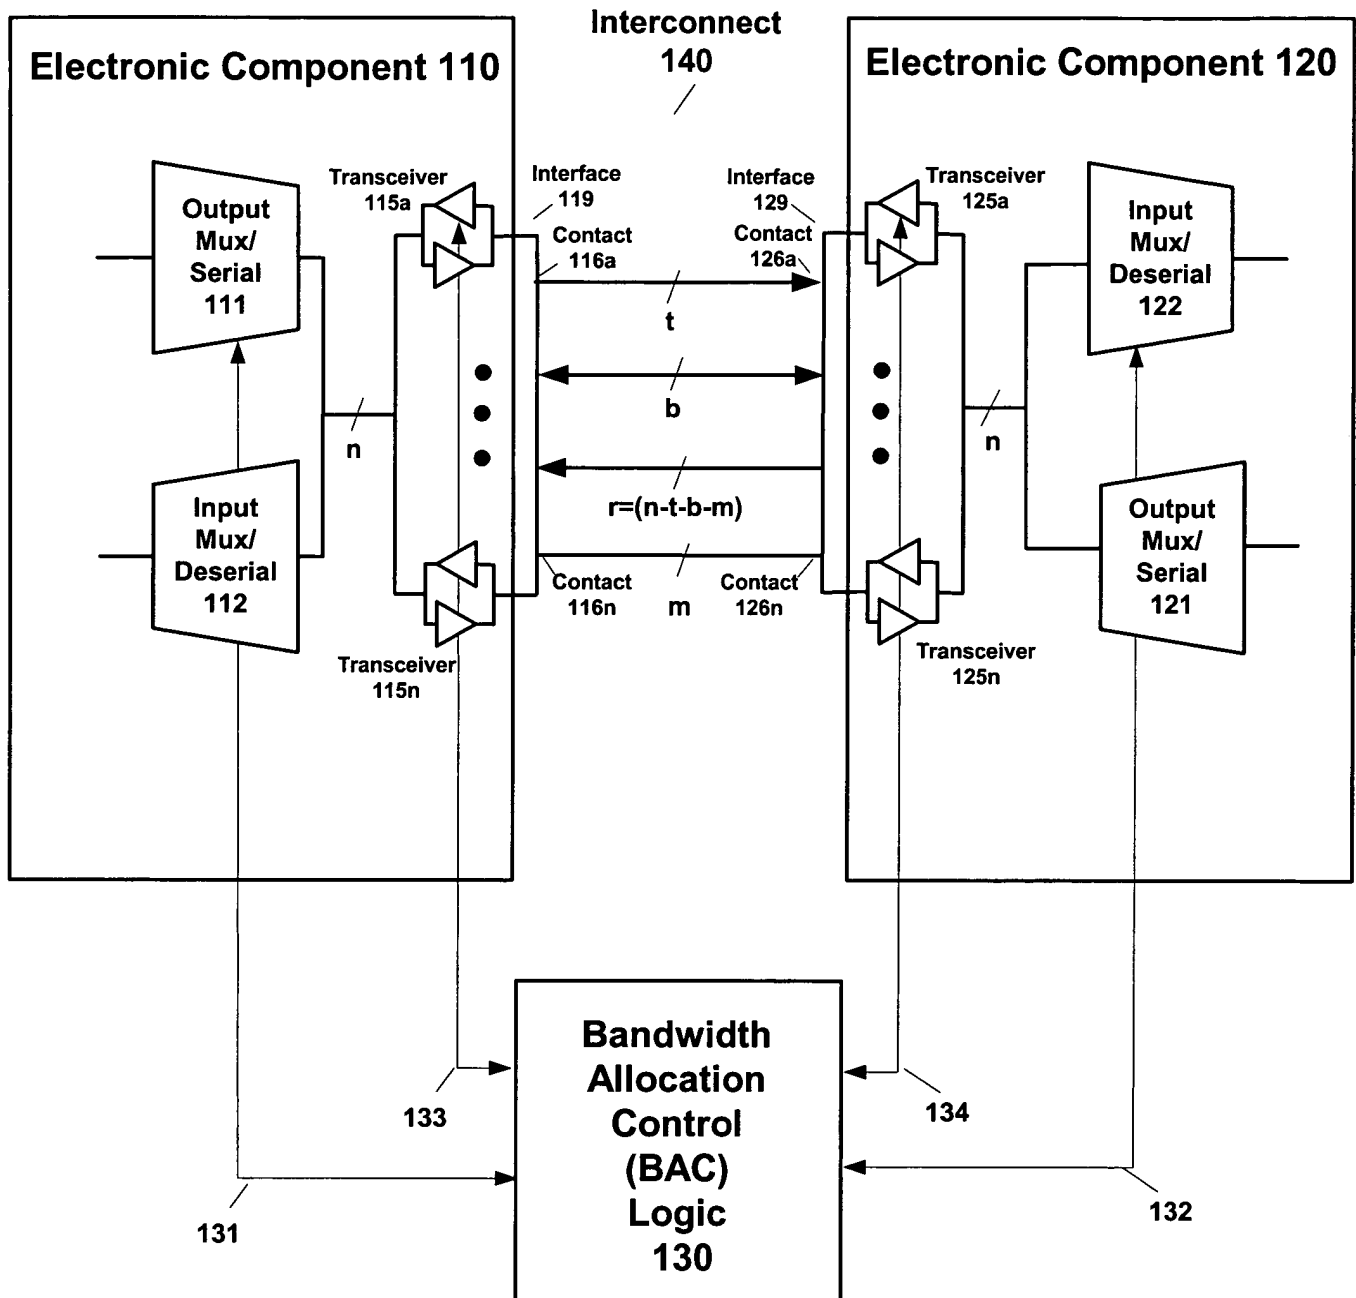 Interconnect
140
Electronic Component 110
Electronic Component 120
Output
Mux/
Serial
111
Transceiver
115a
Interface
119
Contact
116a
Interface
129
Contact
126a
Transceiver
125a
Input
Mux/
Deserial
122
t
b
n
n
r=(n-t-b-m)
Input
Mux/
Deserial
112
Contact
116n
m
Contact
126n
Output
Mux/
Serial
121
Transceiver
115n
Transceiver
125n
Bandwidth
Allocation
Control
(BAC)
Logic
130
133
134
131
132